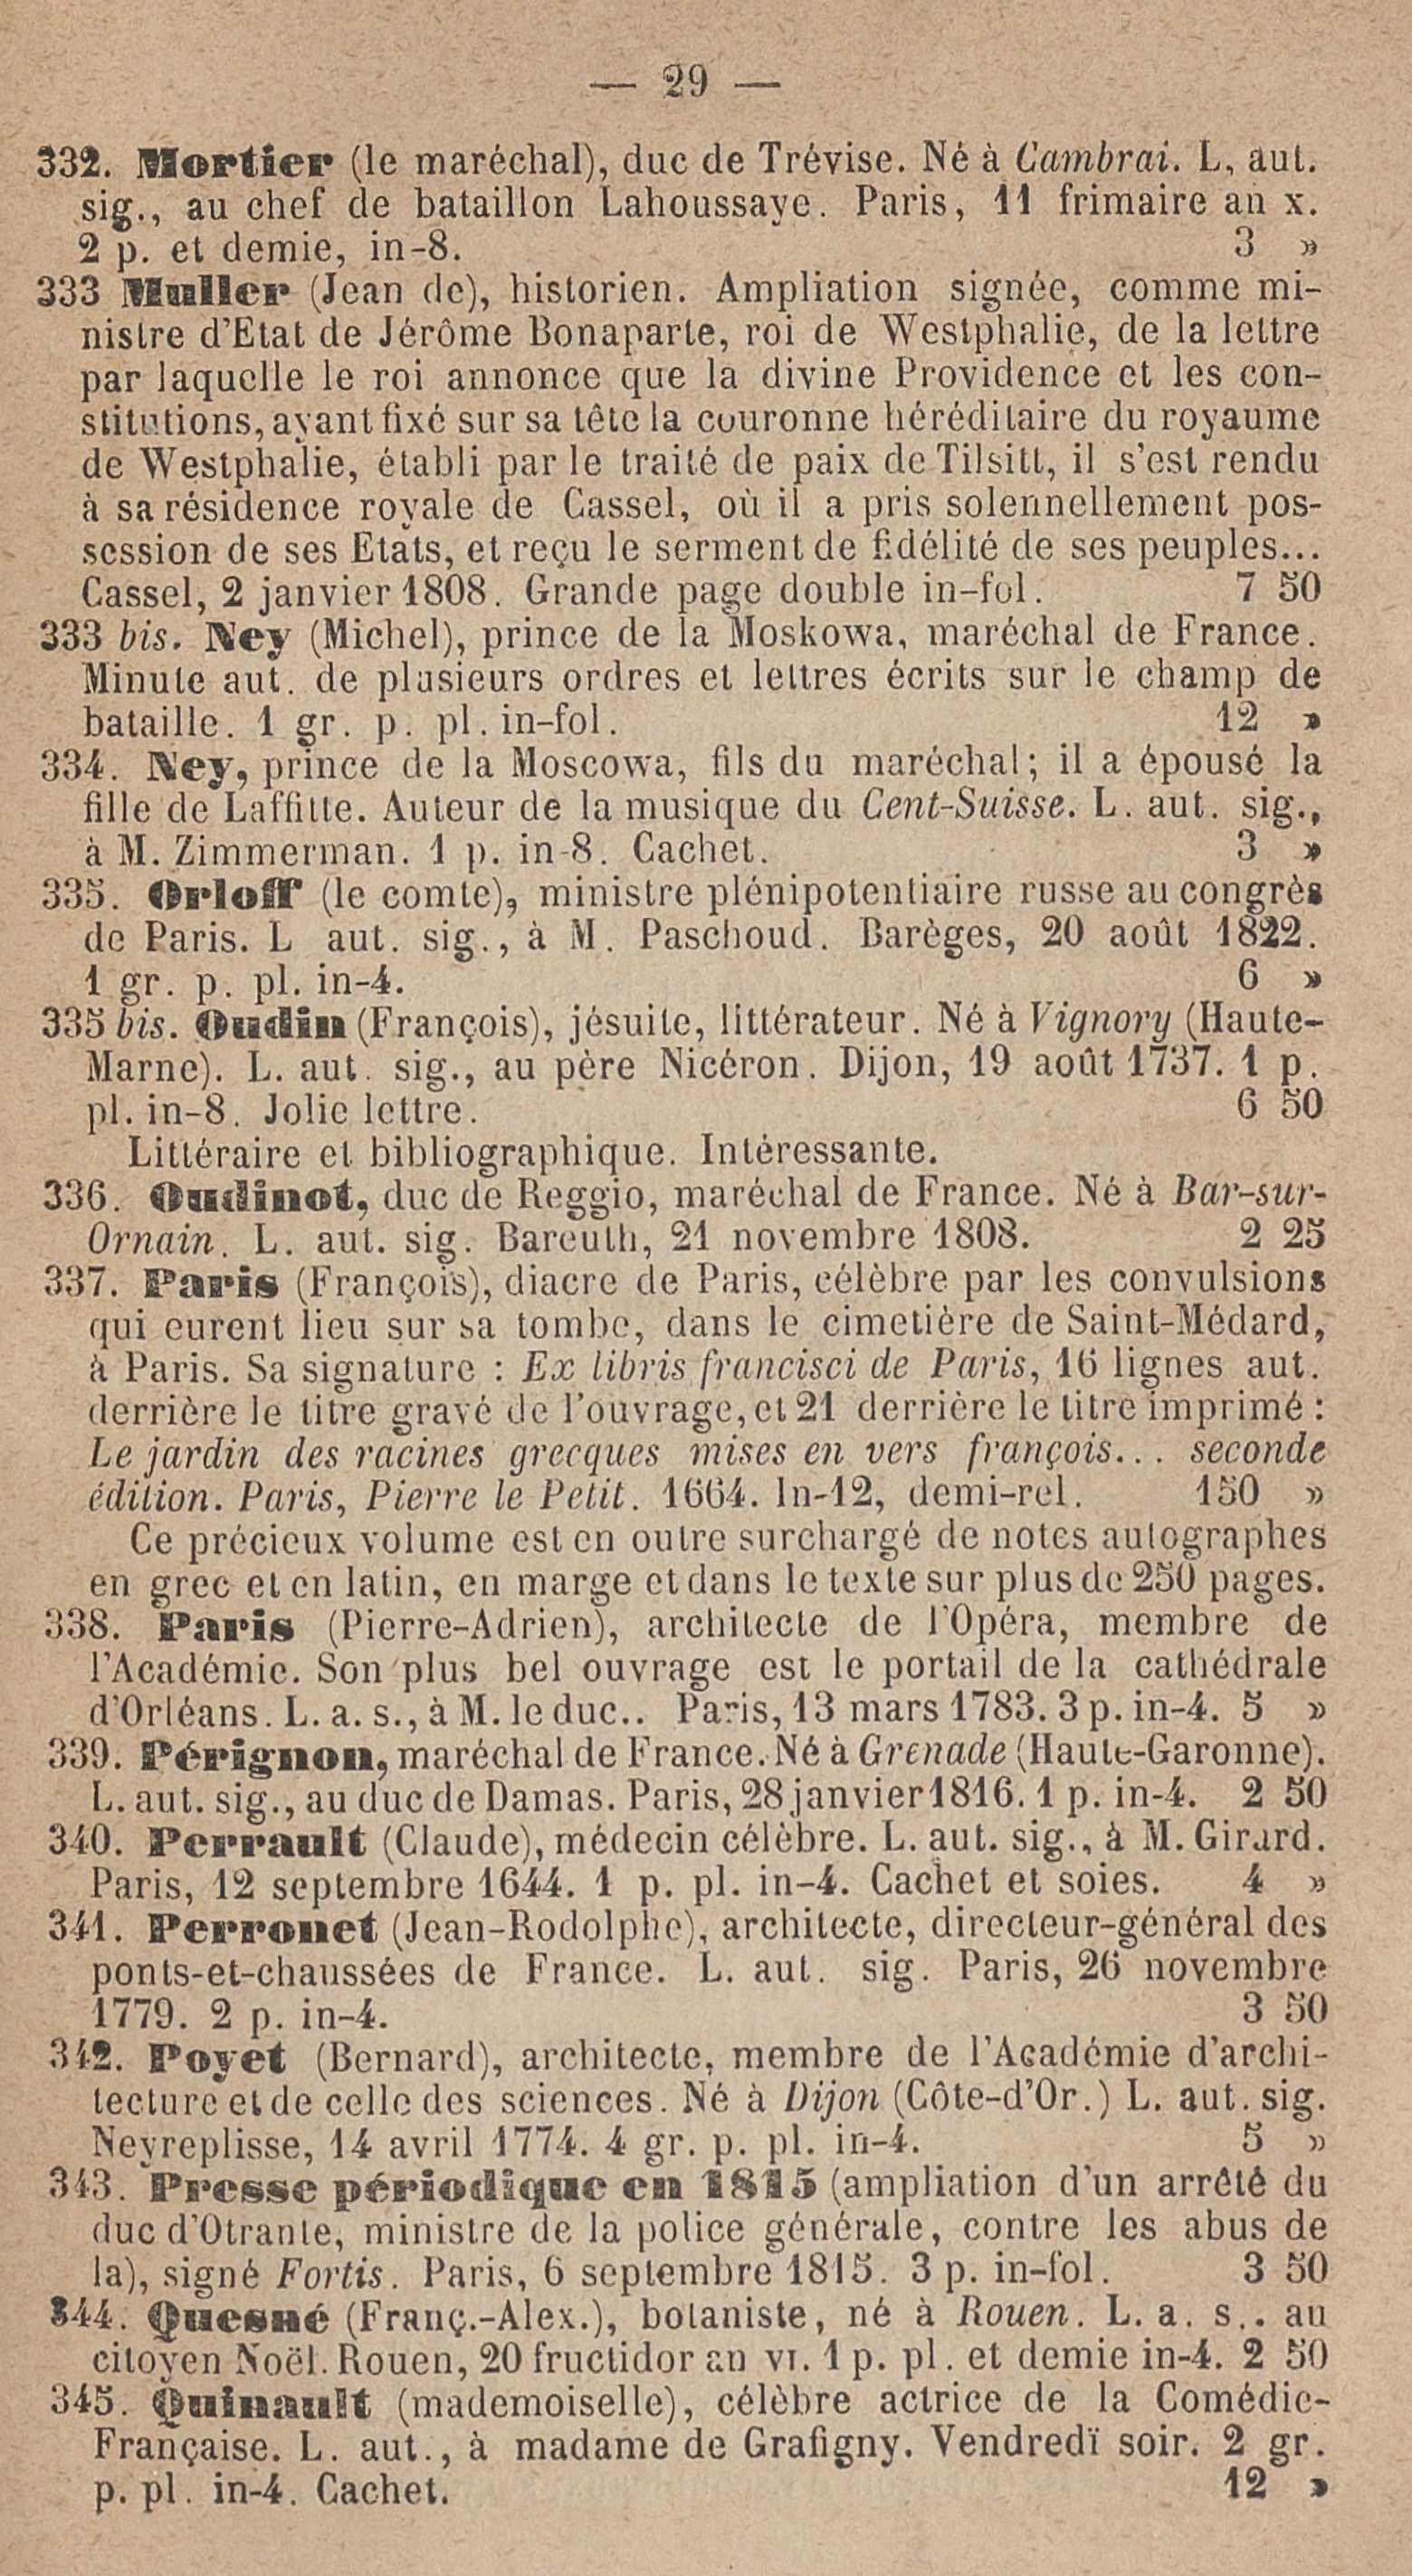 — 29 —
332. Mortier (le maréchal), duc de Trévise. Né à Cambrai. L, aut.
sig., au chef de bataillon Lahoussaye. Paris, 11 frimaire an x.
2 p. et demie, in-8. 3 »
333 Muller (Jean de), historien. Ampliation signée, comme mi-
nistre d'Etat de Jérôme Bonaparte, roi de Westphalie, de la lettre
par laquelle le roi annonce que la divine Providence et les con-
stitutions, ayant fixé sur sa tête la couronne héréditaire du royaume
de Westphalie, établi par le traité de paix de Tilsitt, il s'est rendu
à sa résidence royale de Cassel, où il a pris solennellement pos-
session de ses Etats, et reçu le serment de fidélité de ses peuples...
Cassel, 2 janvier 1808. Grande page double in-fol. 7 50
333 bis. Ney (Michel), prince de la Moskowa, maréchal de France.
Minute aut. de plusieurs ordres et lettres écrits sur le champ de
bataille. 1 gr. p. pl. in-fol. 12 »
334. Ney, prince de la Moscowa, fils du maréchal; il a épousé la
fille de Laffitte. Auteur de la musique du Cent-Suisse. L. aut. sig.,
à M. Zimmerman. 1 p. in-8. Cachet. 3 »
335. Orloff (le comte), ministre plénipotentiaire russe au congrès
de Paris. L aut. sig., à M. Paschoud. Barèges, 20 août 1822.
1 gr. p. pl. in-4. 6 »
335 bis. Oudin (François), jésuite, littérateur. Né à Vignory (Haute-
Marne). L. aut. sig., au père Nicéron. Dijon, 19 août 1737. 1 p.
pl. in-8. Jolie lettre. 6 50
Littéraire et bibliographique. Intéressante.
336. Oudinot, duc de Reggio, maréchal de France. Né à Bar-sur-
Ornain. L. aut. sig. Bareuth, 21 novembre 1808. 2 25
337. Paris (François), diacre de Paris, célèbre par les convulsions
qui eurent lieu sur sa tombe, dans le cimetière de Saint-Médard,
à Paris. Sa signature : Ex libris francisci de Paris, 16 lignes aut.
derrière le titre gravé de l'ouvrage, et 21 derrière le titre imprimé :
Le jardin des racines grecques mises en vers françois... seconde
édition. Paris, Pierre le Petit. 1664. In-12, demi-rel. 150 »
Ce précieux volume est en outre surchargé de notes autographes
en grec et en latin, en marge et dans le texte sur plus de 250 pages.
338. Paris (Pierre-Adrien), architecte de l'Opéra, membre de
l'Académie. Son plus bel ouvrage est le portail de la cathédrale
d'Orléans. L. a. s., à M. le duc.. Paris, 13 mars 1783. 3 p. in-4. 5 »
339. Pérignon, maréchal de France. Né à Grenade (Haute-Garonne).
L. aut. sig., au duc de Damas. Paris, 28 janvier 1816. 1 p. in-4. 2 50
340. Perrault (Claude), médecin célèbre. L. aut. sig., à M. Girard.
Paris, 12 septembre 1644. 1 p. pl. in-4. Cachet et soies. 4 »
341. Perronet (Jean-Rodolphe), architecte, directeur-général des
ponts-et-chaussées de France. L. aut. sig. Paris, 26 novembre
1779. 2 p. in-4. 3 50
342. Poyet (Bernard), architecte, membre de l'Académie d'archi-
tecture et de celle des sciences. Né à Dijon (Côte-d'Or.) L. aut. sig.
Neyreplisse, 14 avril 1774. 4 gr. p. pl. in-4. 5 »
343. Presse périodique en 1815 (ampliation d'un arrêté du
duc d'Otrante, ministre de la police générale, contre les abus de
la), signé Fortis. Paris, 6 septembre 1815. 3 p. in-fol. 3 50
344. Quesné (Franç.-Alex.), botaniste, né à Rouen. L. a. s.. au
citoyen Noël. Rouen, 20 fructidor an VI. 1 p. pl. et demie in-4. 2 50
345. Quinault (mademoiselle), célèbre actrice de la Comédie-
Française. L. aut., à madame de Grafigny. Vendredï soir. 2 gr.
p. pl. in-4. Cachet. 12 »